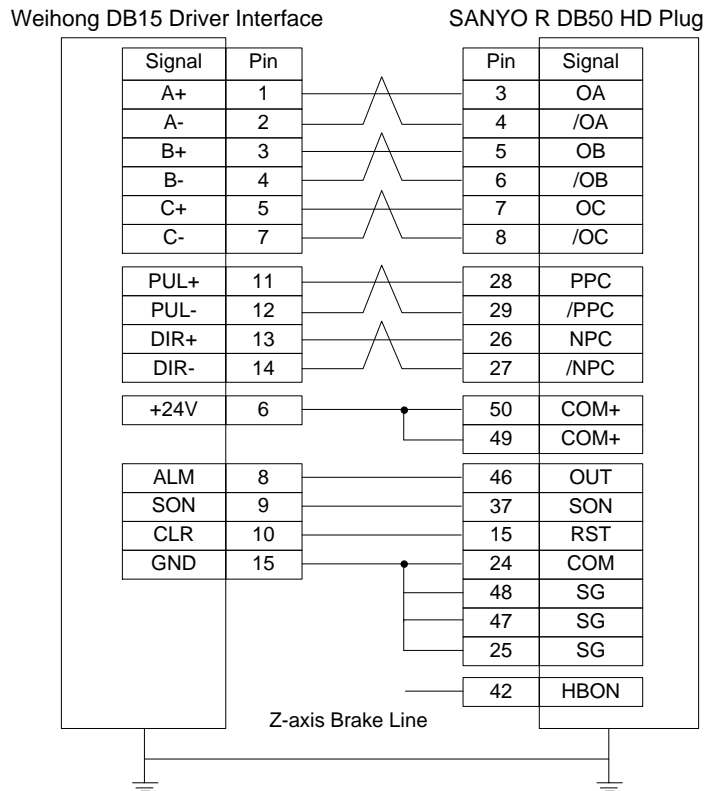 Weihong DB15 Driver Interface SANYO R DB50 HD Plug
Signal Pin Pin Signal
A+ 1 3 OA
A- 2 4 /OA
B+ 3 5 OB
B- 4 6 /OB
C+ 5 7 OC
C- 7 8 /OC
PUL+ 11 28 PPC
PUL- 12 29 /PPC
DIR+ 13 26 NPC
DIR- 14 27 /NPC
+24V 6 50 COM+
49 COM+
ALM 8 46 OUT
SON 9 37 SON
CLR 10 15 RST
GND 15 24 COM
48 SG
47 SG
25 SG
42 HBON
Z-axis Brake Line